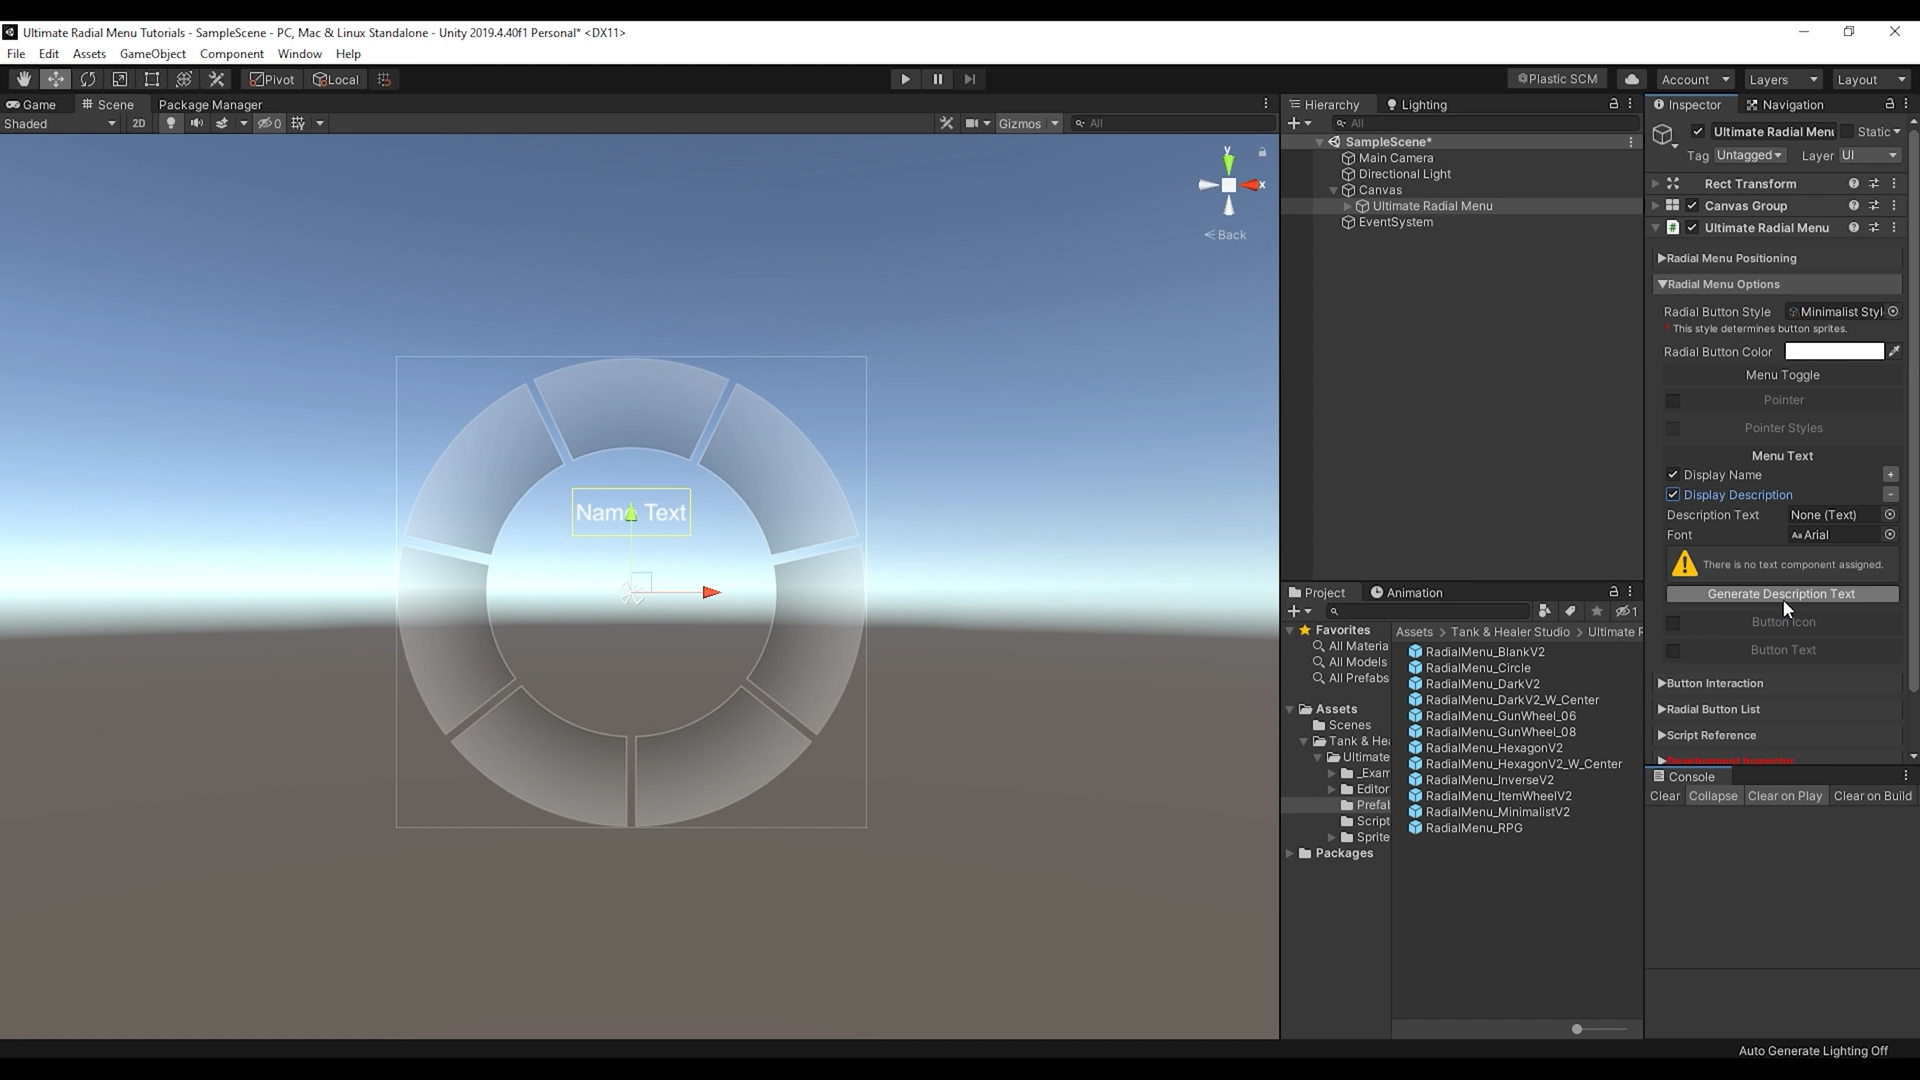 Ultimate Radial Menu Tutorials - SampleScene - PC, Mac & Linux Standalone - Unity 2019.4.40f1 Personal* <DX11>
File Edit Assets GameObject Component Window Help
Pivot Local Plastic SCM Account Layers Layout
Game Scene Package Manager
Shaded 2D 0 Gizmos All
y
x
Back
Name Text
Hierarchy Lighting
All
SampleScene*
Main Camera
Directional Light
Canvas
Ultimate Radial Menu
EventSystem
Project Animation
1
Favorites
All Materia
All Models
All Prefabs
Assets
Scenes
Tank & Hea
Ultimate
_Exam
Editor
Prefab
Script
Sprite
Packages
Assets > Tank & Healer Studio > Ultimate R
RadialMenu_BlankV2
RadialMenu_Circle
RadialMenu_DarkV2
RadialMenu_DarkV2_W_Center
RadialMenu_GunWheel_06
RadialMenu_GunWheel_08
RadialMenu_HexagonV2
RadialMenu_HexagonV2_W_Center
RadialMenu_InverseV2
RadialMenu_ItemWheelV2
RadialMenu_MinimalistV2
RadialMenu_RPG
Inspector Navigation
Ultimate Radial Menu Static
Tag Untagged Layer UI
Rect Transform
Canvas Group
Ultimate Radial Menu
Radial Menu Positioning
Radial Menu Options
Radial Button Style Minimalist Styl
* This style determines button sprites.
Radial Button Color
Menu Toggle
Pointer
Pointer Styles
Menu Text
Display Name +
Display Description -
Description Text None (Text)
Font Aa Arial
There is no text component assigned.
Generate Description Text
Button Icon
Button Text
Button Interaction
Radial Button List
Script Reference
Development Inspector
Console
Clear Collapse Clear on Play Clear on Build
Auto Generate Lighting Off